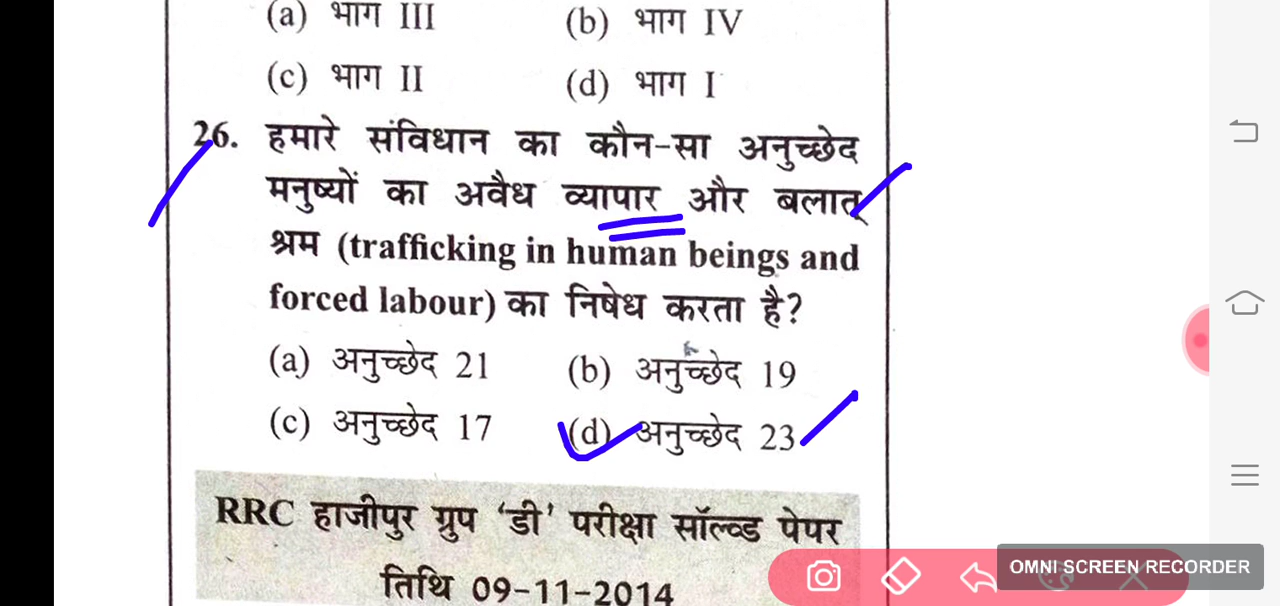 (a) भाग III (b) भाग IV
(c) भाग II (d) भाग I
26. हमारे संविधान का कौन-सा अनुच्छेद
मनुष्यों का अवैध व्यापार और बलात्
श्रम (trafficking in human beings and
forced labour) का निषेध करता है?
(a) अनुच्छेद 21 (b) अनुच्छेद 19
(c) अनुच्छेद 17 (d) अनुच्छेद 23
RRC हाजीपुर ग्रुप 'डी' परीक्षा सॉल्व्ड पेपर
तिथि 09-11-2014
OMNI SCREEN RECORDER